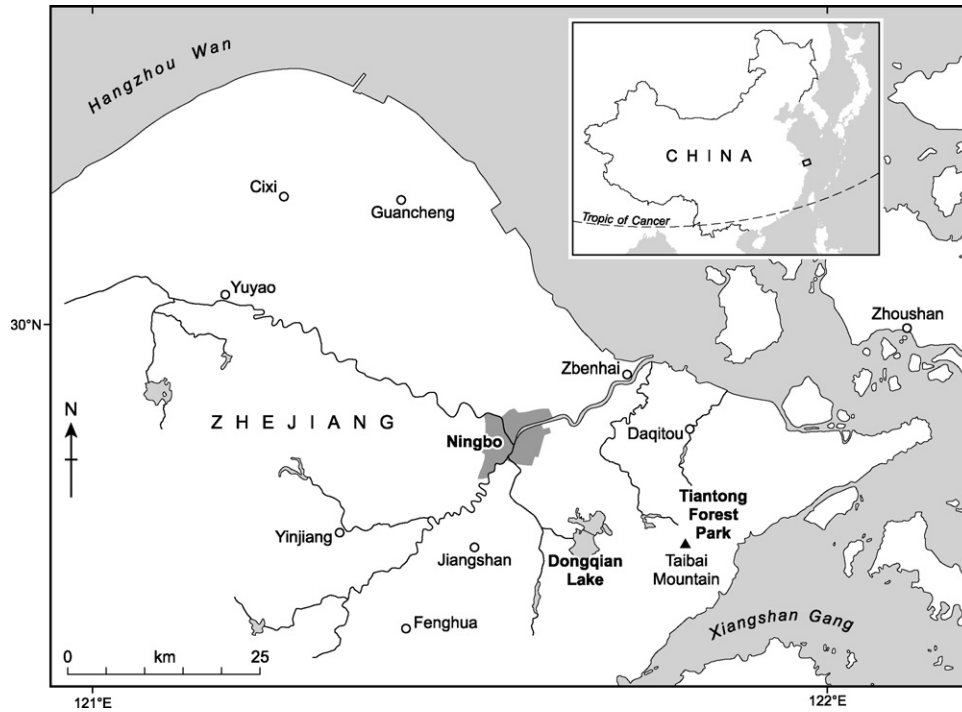 Hangzhou Wan
CHINA
Tropic of Cancer
Cixi
Guancheng
Yuyao
30°N
Zhoushan
Zbenhai
ZHEJIANG
N
Ningbo
Daqitou
Tiantong
Forest
Park
Yinjiang
Jiangshan
Dongqian
Lake
Taibai
Mountain
Fenghua
Xiangshan Gang
0 km 25
121°E
122°E